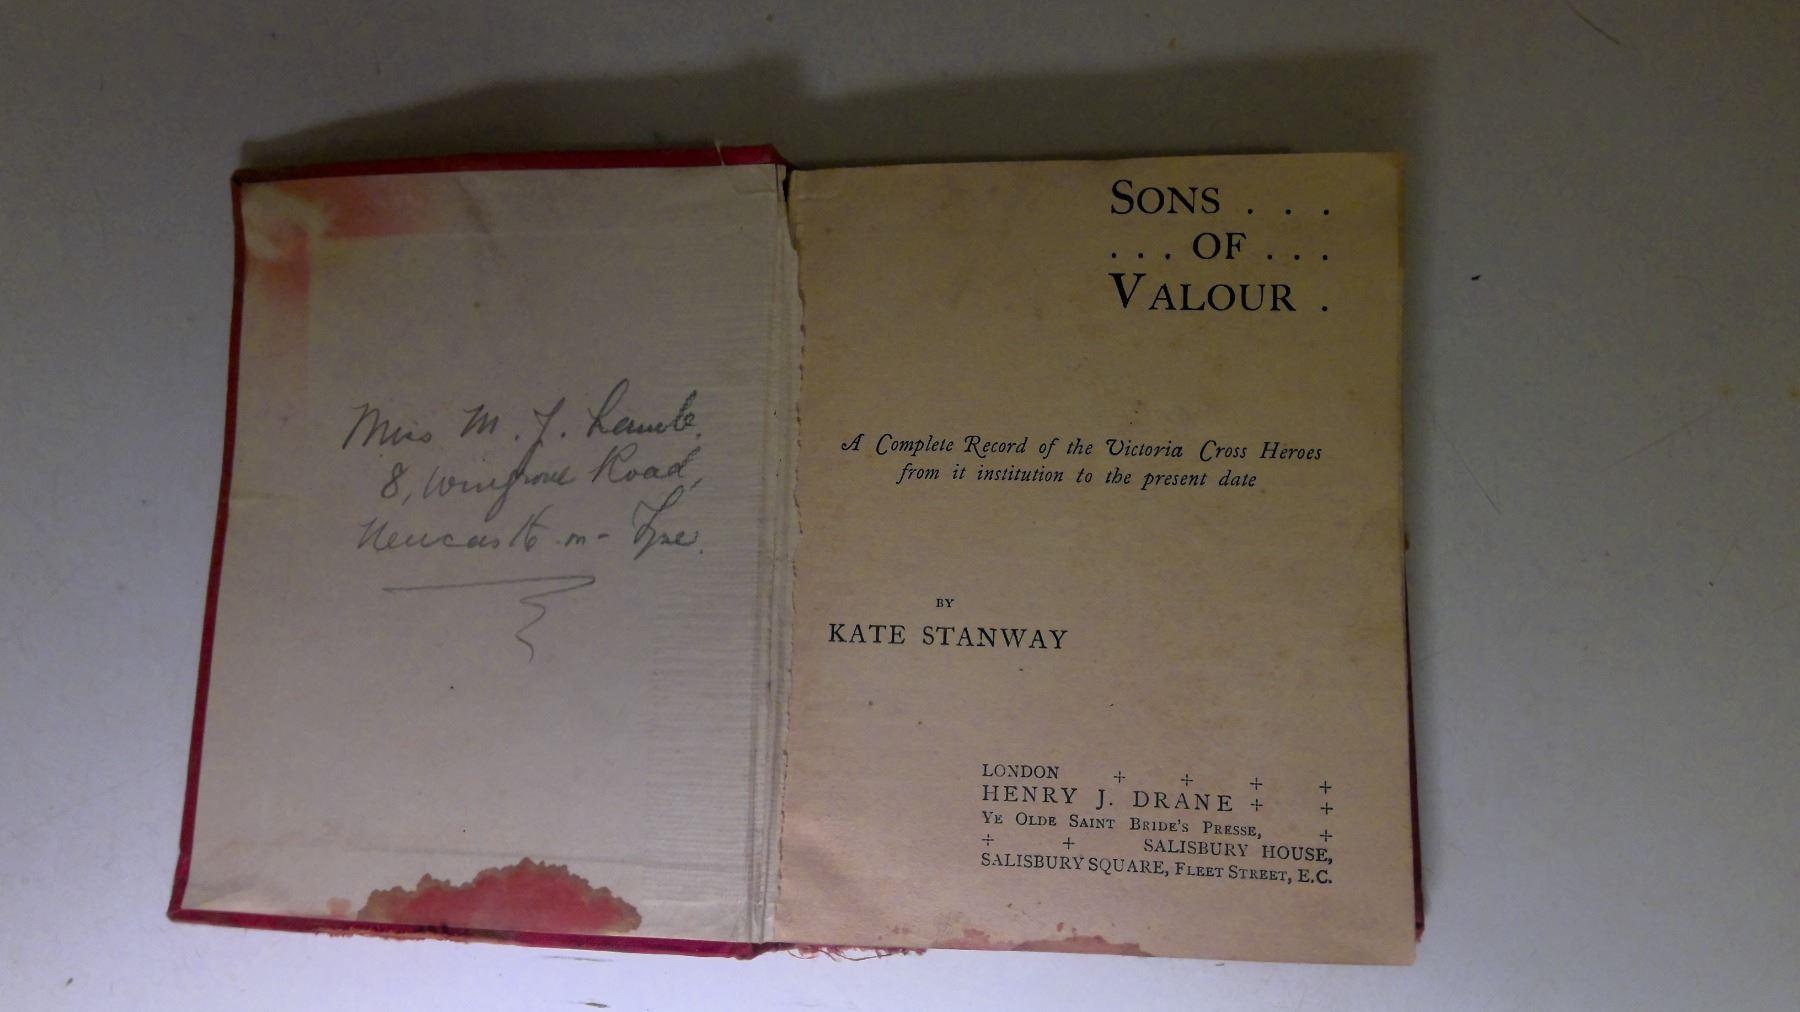 Miss M. J. Lamb.
8, Wingrove Road,
Newcastle-on-Tyne.
SONS . . .
. . . OF . . .
VALOUR .
A Complete Record of the Victoria Cross Heroes
from it institution to the present date
BY
KATE STANWAY
LONDON + + + +
HENRY J. DRANE + +
YE OLDE SAINT BRIDE'S PRESSE, +
+ + SALISBURY HOUSE,
SALISBURY SQUARE, FLEET STREET, E.C.